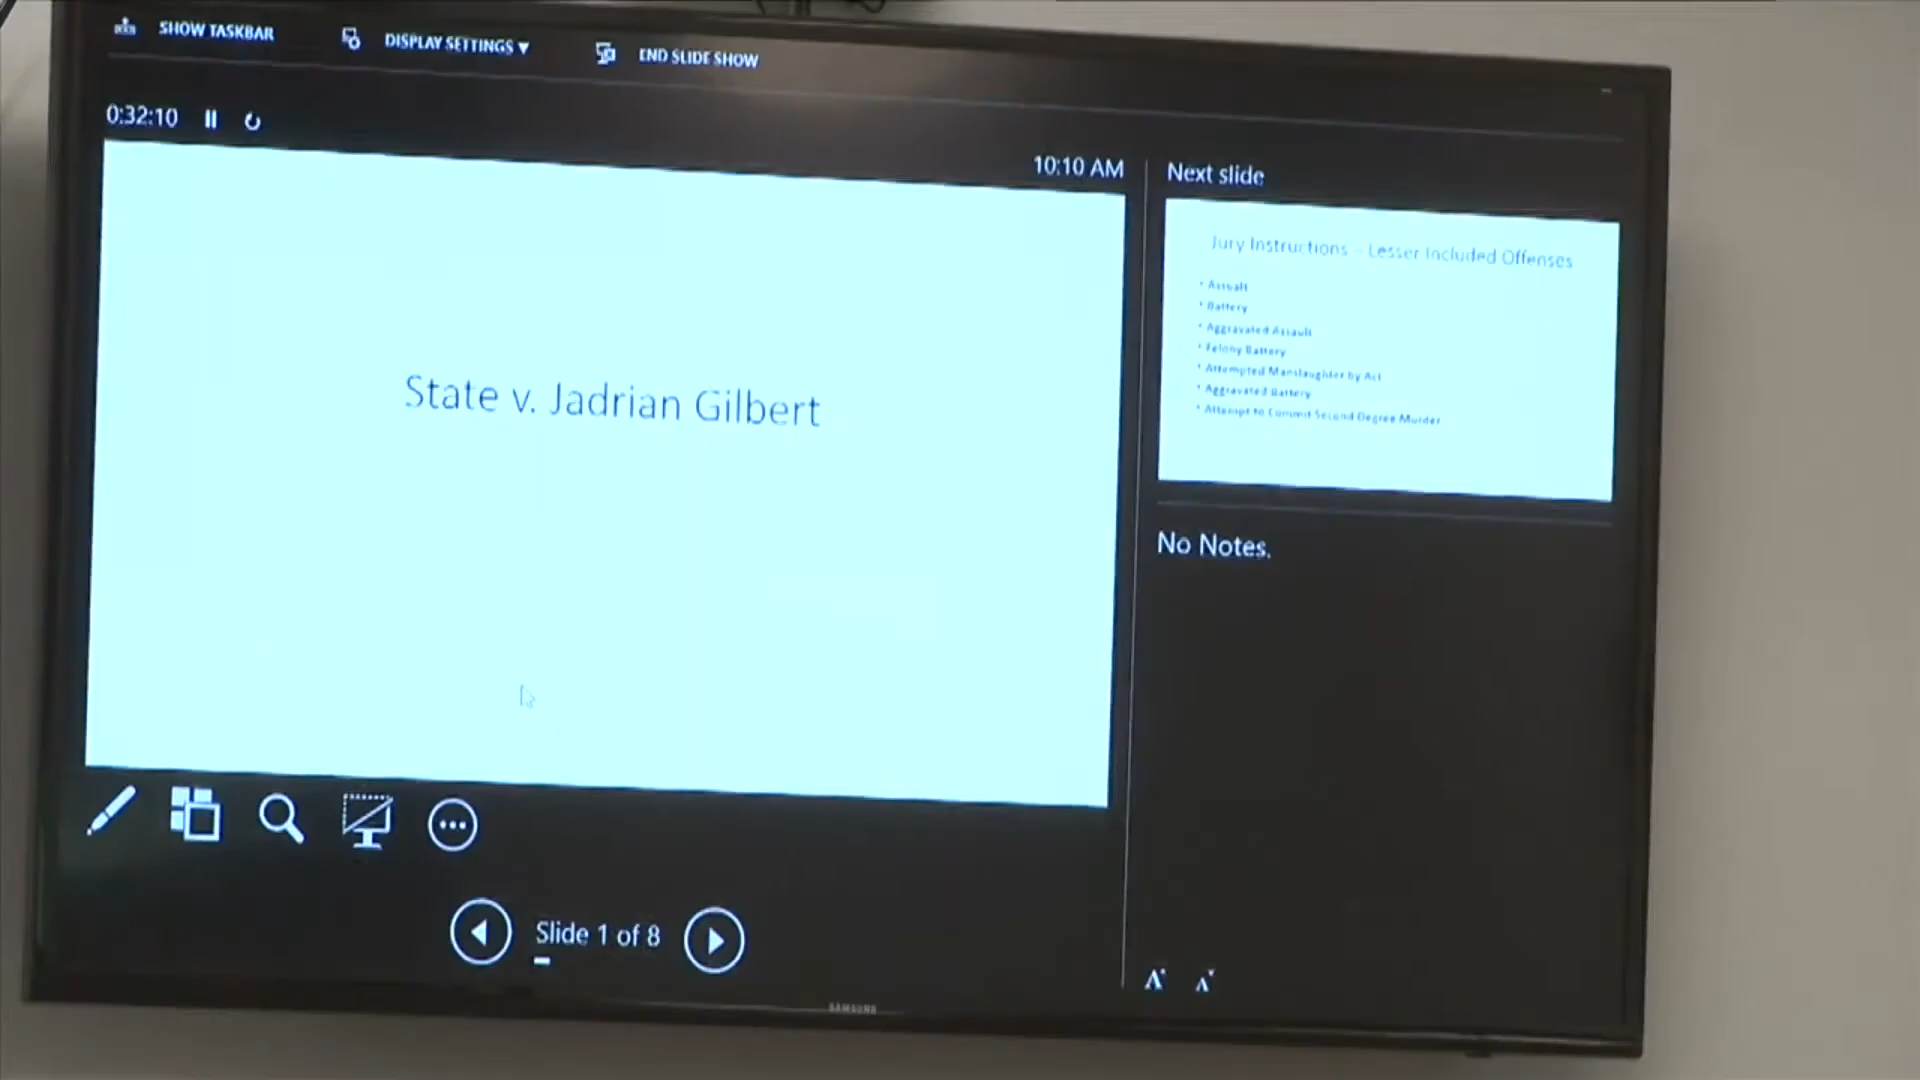 SHOW TASKBAR
DISPLAY SETTINGS ▾
END SLIDE SHOW
0:32:10
10:10 AM
State v. Jadrian Gilbert
Slide 1 of 8
Next slide
Jury Instructions – Lesser Included Offenses
• Assault
• Battery
• Aggravated Assault
• Felony Battery
• Attempted Manslaughter by Act
• Aggravated Battery
• Attempt to Commit Second Degree Murder
No Notes.
A A
SAMSUNG